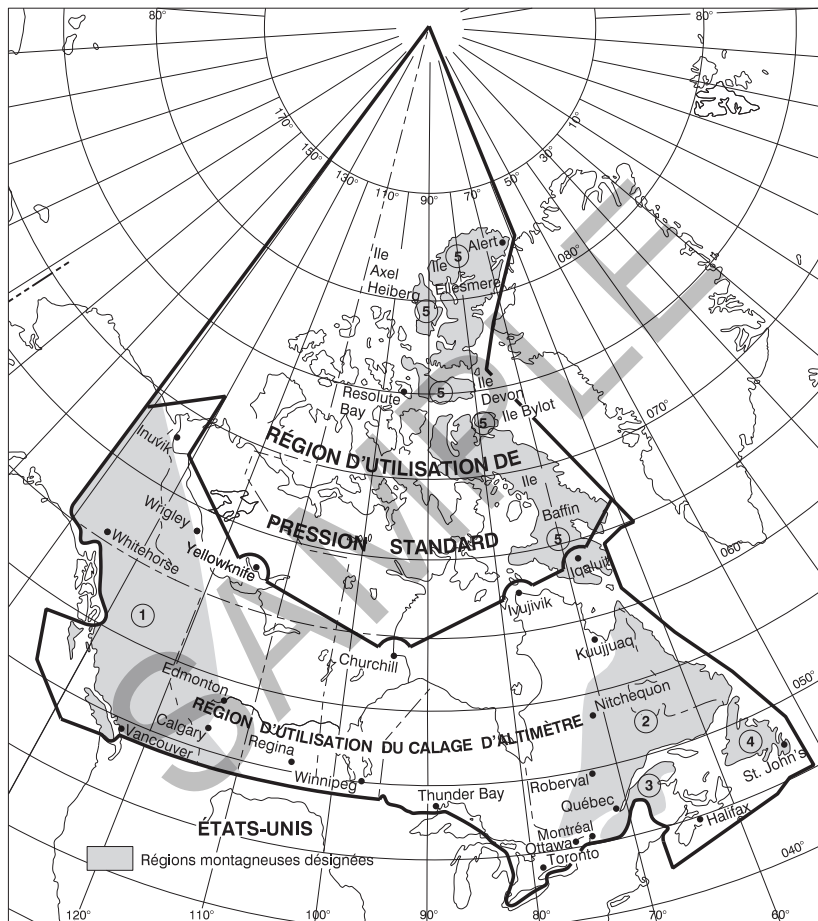 80°
80°
170°
150°
130°
110°
90°
70°
50°
30°
10°
080°
070°
060°
050°
040°
Ile Axel Heiberg
5
Ile Ellesmere
Alert
5
Resolute Bay
5
Ile Devon
5
Ile Bylot
RÉGION D'UTILISATION DE
PRESSION STANDARD
Ile Baffin
5
Inuvik
Wrigley
Whitehorse
Yellowknife
Iqaluit
Ivujivik
1
Churchill
Kuujjuaq
Edmonton
RÉGION D'UTILISATION DU CALAGE D'ALTIMÈTRE
Nitchequon
2
Calgary
Vancouver
Regina
Winnipeg
Thunder Bay
Roberval
Québec
3
4
St. John's
Halifax
Montréal
Ottawa
Toronto
ÉTATS-UNIS
Régions montagneuses désignées
120°
110°
100°
90°
80°
70°
60°
SAMPLE